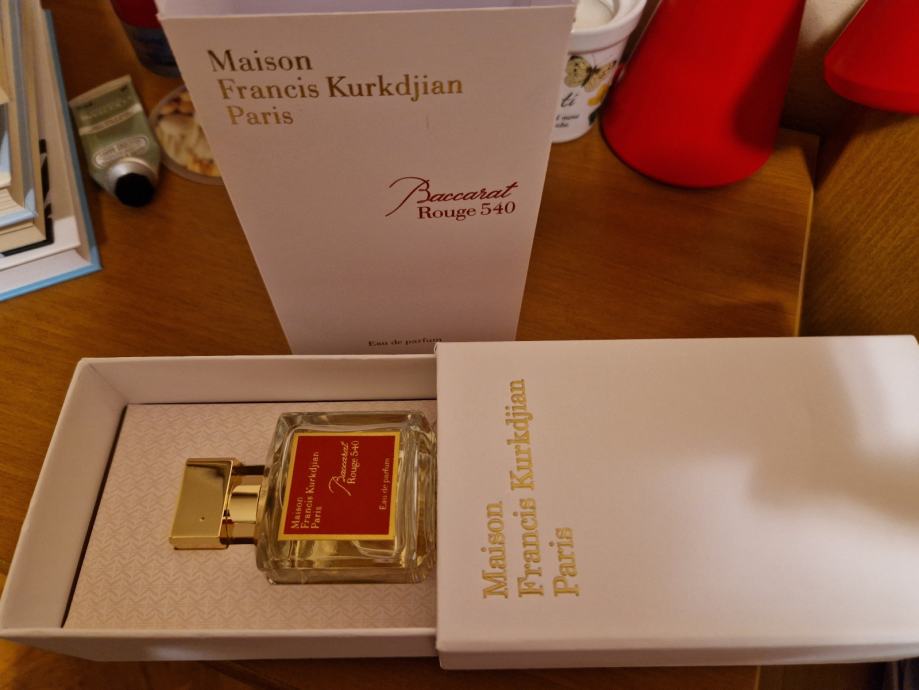 Maison
Francis Kurkdjian
Paris
Baccarat
Rouge 540
Eau de parfum
Maison
Francis Kurkdjian
Paris
Baccarat
Rouge 540
Eau de parfum
Maison
Francis Kurkdjian
Paris